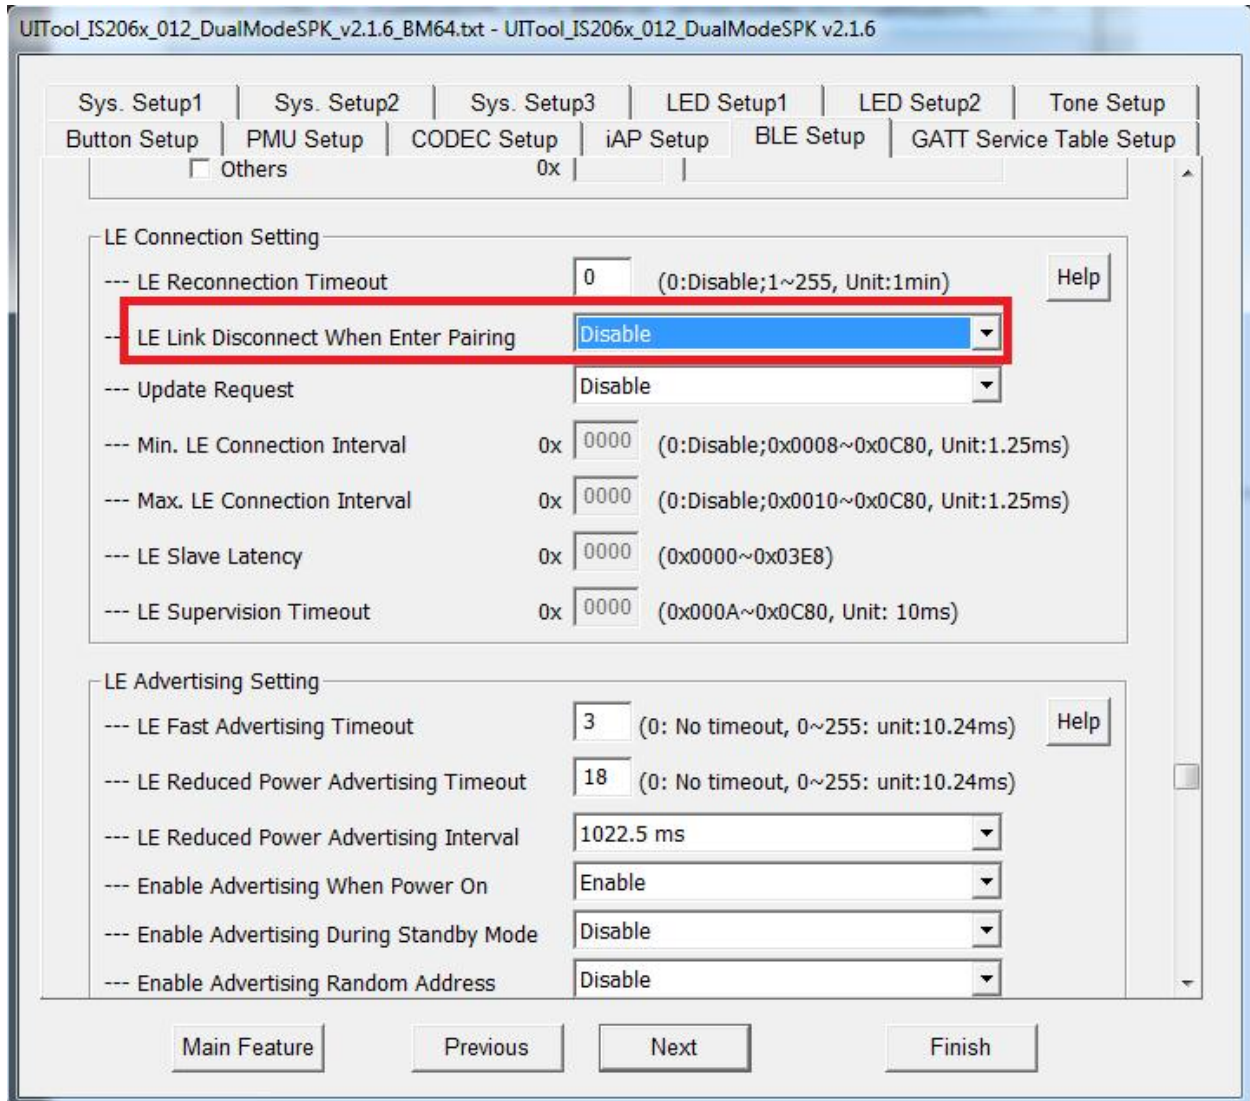 UITool_IS206x_012_DualModeSPK_v2.1.6_BM64.txt - UITool_IS206x_012_DualModeSPK v2.1.6
Sys. Setup1 Sys. Setup2 Sys. Setup3 LED Setup1 LED Setup2 Tone Setup
Button Setup PMU Setup CODEC Setup iAP Setup BLE Setup GATT Service Table Setup
Others 0x
LE Connection Setting
--- LE Reconnection Timeout 0 (0:Disable;1~255, Unit:1min) Help
--- LE Link Disconnect When Enter Pairing Disable
--- Update Request Disable
--- Min. LE Connection Interval 0x 0000 (0:Disable;0x0008~0x0C80, Unit:1.25ms)
--- Max. LE Connection Interval 0x 0000 (0:Disable;0x0010~0x0C80, Unit:1.25ms)
--- LE Slave Latency 0x 0000 (0x0000~0x03E8)
--- LE Supervision Timeout 0x 0000 (0x000A~0x0C80, Unit: 10ms)
LE Advertising Setting
--- LE Fast Advertising Timeout 3 (0: No timeout, 0~255: unit:10.24ms) Help
--- LE Reduced Power Advertising Timeout 18 (0: No timeout, 0~255: unit:10.24ms)
--- LE Reduced Power Advertising Interval 1022.5 ms
--- Enable Advertising When Power On Enable
--- Enable Advertising During Standby Mode Disable
--- Enable Advertising Random Address Disable
Main Feature Previous Next Finish